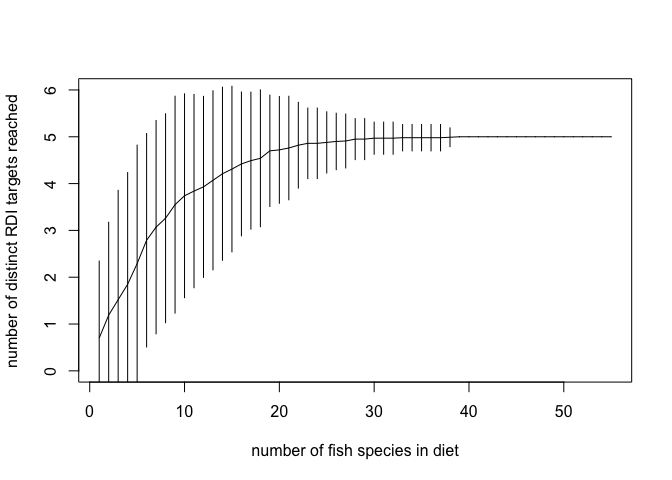 number of distinct RDI targets reached
6
5
4
3
2
1
0
0 10 20 30 40 50
number of fish species in diet